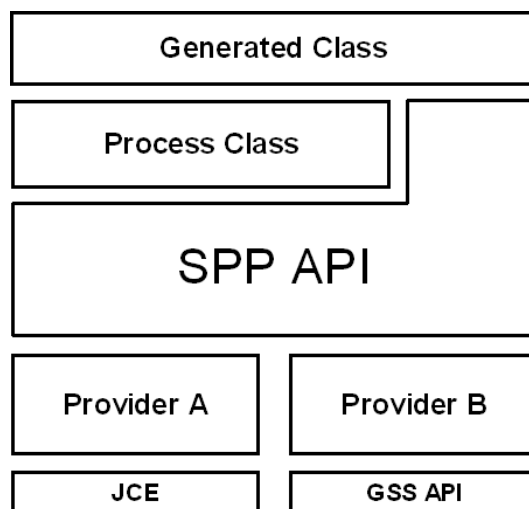 Generated Class
Process Class
SPP API
Provider A
Provider B
JCE
GSS API